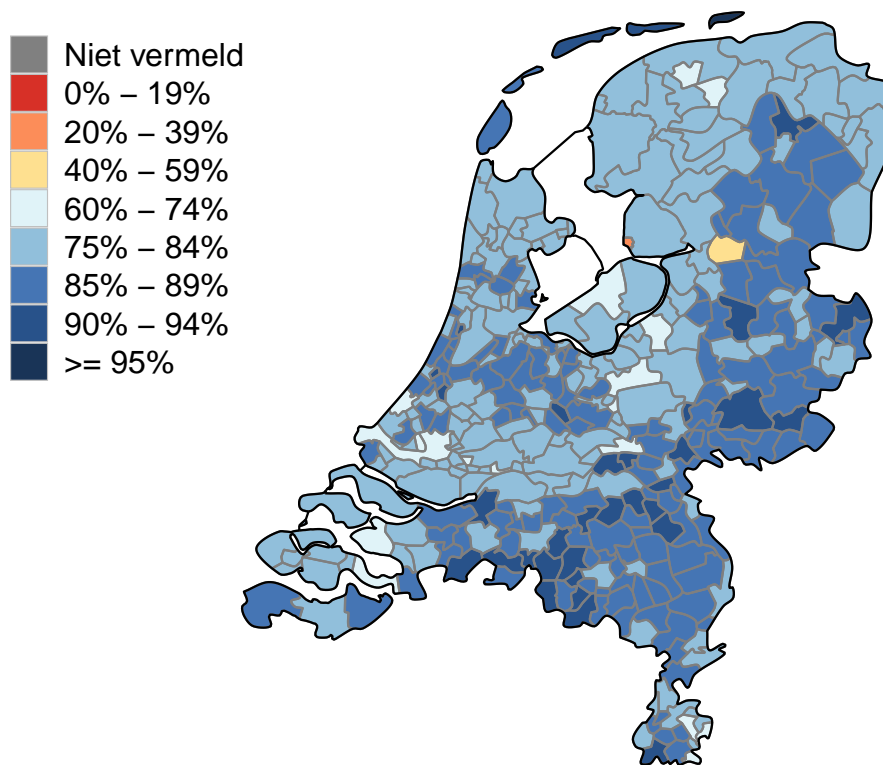 Niet vermeld
0% – 19%
20% – 39%
40% – 59%
60% – 74%
75% – 84%
85% – 89%
90% – 94%
>= 95%